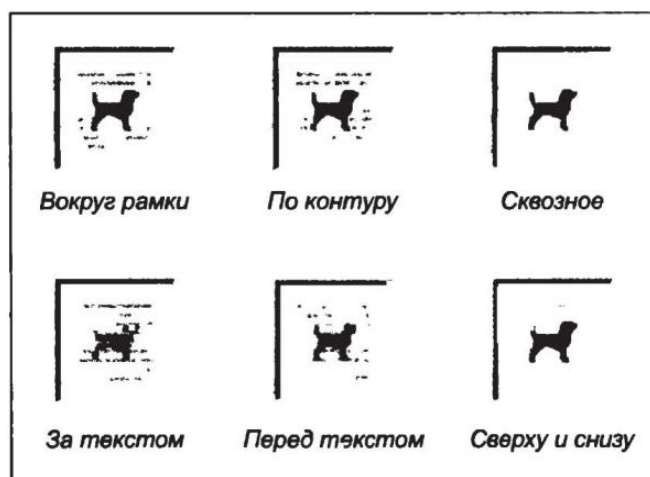 Вокруг рамки
По контуру
Сквозное
За текстом
Перед текстом
Сверху и снизу